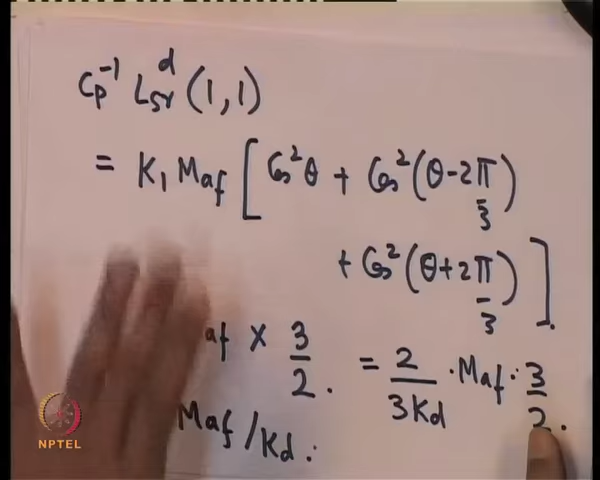 Cp⁻¹ Lsr^d (1,1)
= K₁ Maf [ Cos²θ + Cos²(θ-2π/3)
+ Cos²(θ+2π/3) ].
af × 3/2. = 2/3Kd · Maf · 3/2.
Maf/Kd.
NPTEL